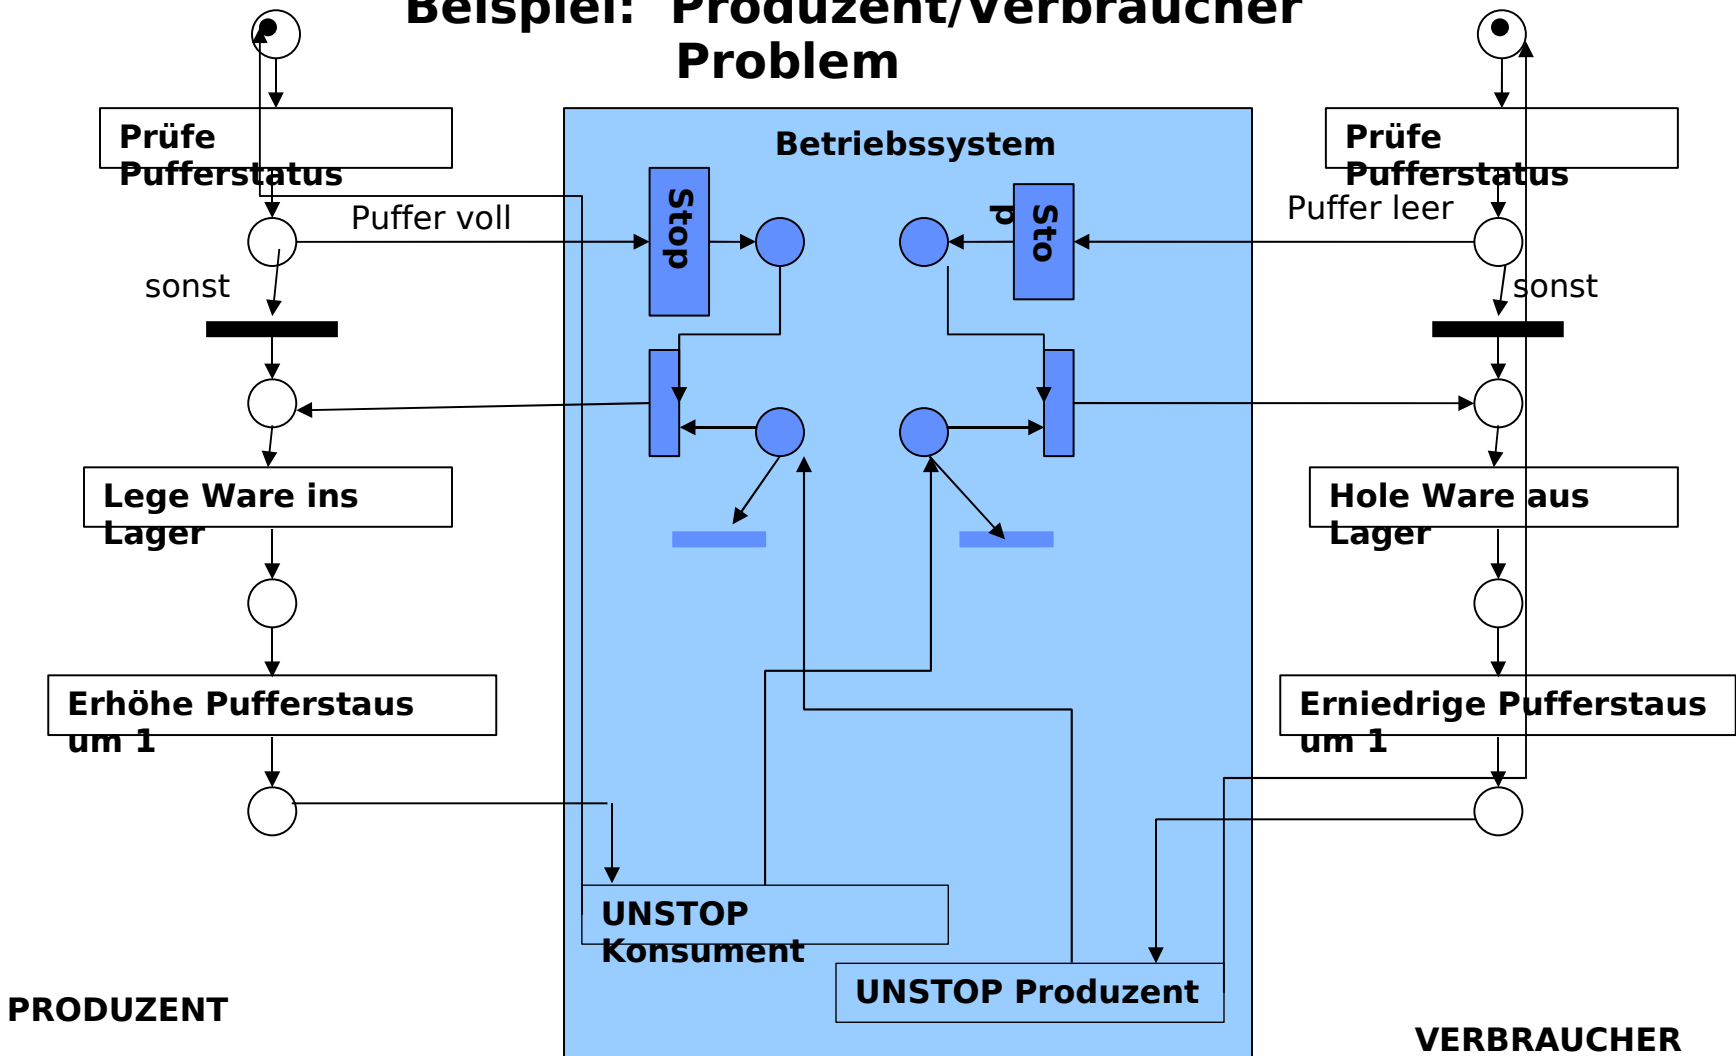 Beispiel: Produzent/Verbraucher
Problem
Betriebssystem
Prüfe
Pufferstatus
Prüfe
Pufferstatus
Puffer voll
Stop
Sto
p
Puffer leer
sonst
sonst
Lege Ware ins
Lager
Hole Ware aus
Lager
Erhöhe Pufferstaus
um 1
Erniedrige Pufferstaus
um 1
UNSTOP
Konsument
UNSTOP Produzent
PRODUZENT
VERBRAUCHER